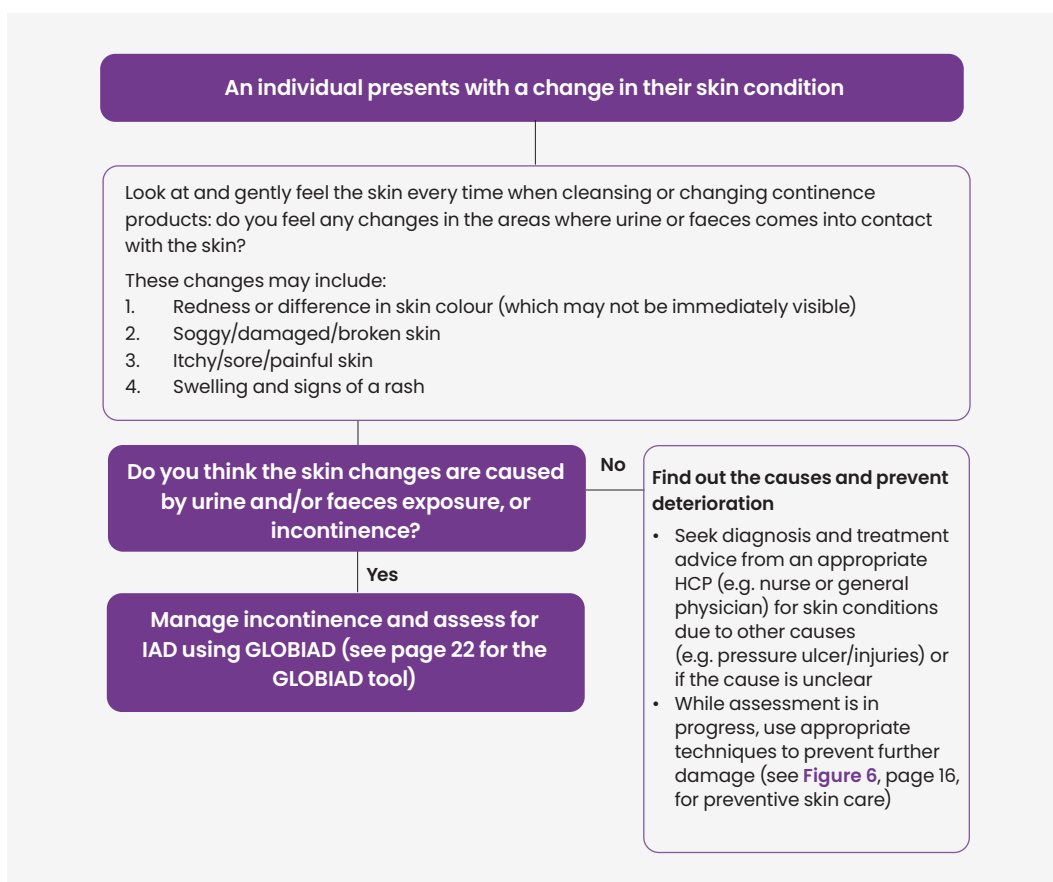 An individual presents with a change in their skin condition
Look at and gently feel the skin every time when cleansing or changing continence
products: do you feel any changes in the areas where urine or faeces comes into contact
with the skin?
These changes may include:
1. Redness or difference in skin colour (which may not be immediately visible)
2. Soggy/damaged/broken skin
3. Itchy/sore/painful skin
4. Swelling and signs of a rash
Do you think the skin changes are caused
by urine and/or faeces exposure, or
incontinence?
No
Yes
Manage incontinence and assess for
IAD using GLOBIAD (see page 22 for the
GLOBIAD tool)
Find out the causes and prevent
deterioration
• Seek diagnosis and treatment
advice from an appropriate
HCP (e.g. nurse or general
physician) for skin conditions
due to other causes
(e.g. pressure ulcer/injuries) or
if the cause is unclear
• While assessment is in
progress, use appropriate
techniques to prevent further
damage (see Figure 6, page 16,
for preventive skin care)